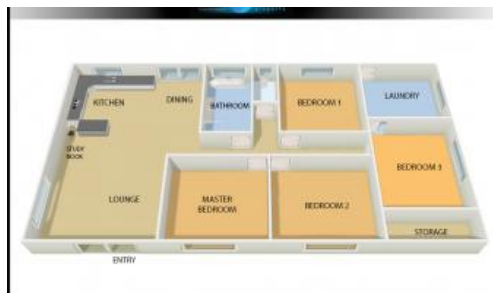 KITCHEN
DINING
BATHROOM
BEDROOM 1
LAUNDRY
STUDY
NOOK
BEDROOM 3
LOUNGE
MASTER
BEDROOM
BEDROOM 2
STORAGE
ENTRY